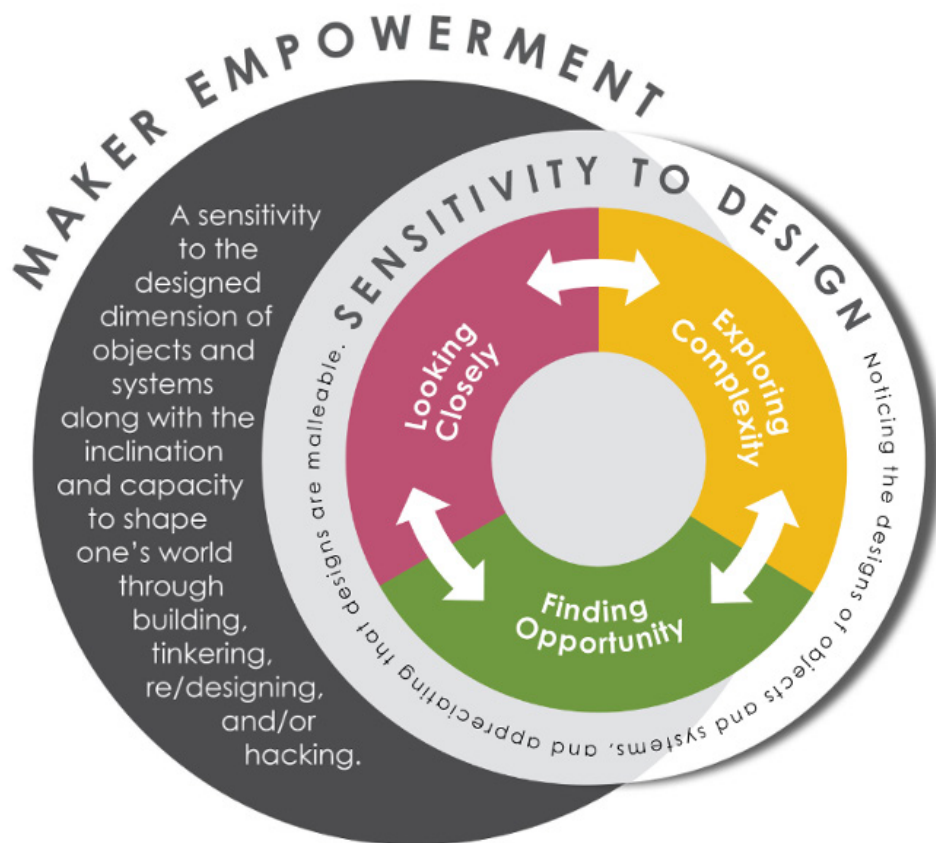 MAKER EMPOWERMENT
A sensitivity
to the
designed
dimension of
objects and
systems
along with the
inclination
and capacity
to shape
one's world
through
building,
tinkering,
re/designing,
and/or
hacking.
SENSITIVITY TO DESIGN
Noticing the designs of objects and systems, and appreciating that designs are malleable.
Looking
Closely
Exploring
Complexity
Finding
Opportunity